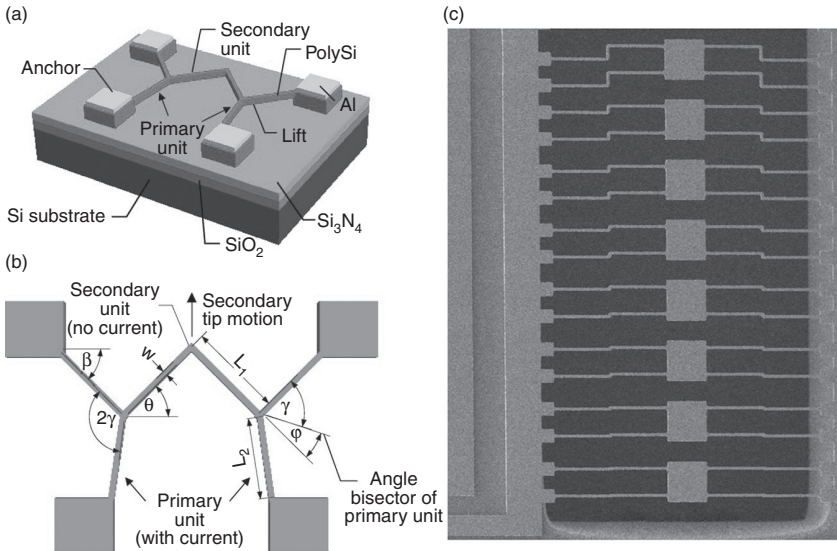 (a)
Secondary
unit
PolySi
Anchor
Al
Primary
unit
Lift
Si substrate
SiO2
Si3N4
(b)
Secondary
unit
(no current)
Secondary
tip motion
β
w
L1
θ
2γ
γ
φ
L2
Primary
unit
(with current)
Angle
bisector of
primary unit
(c)